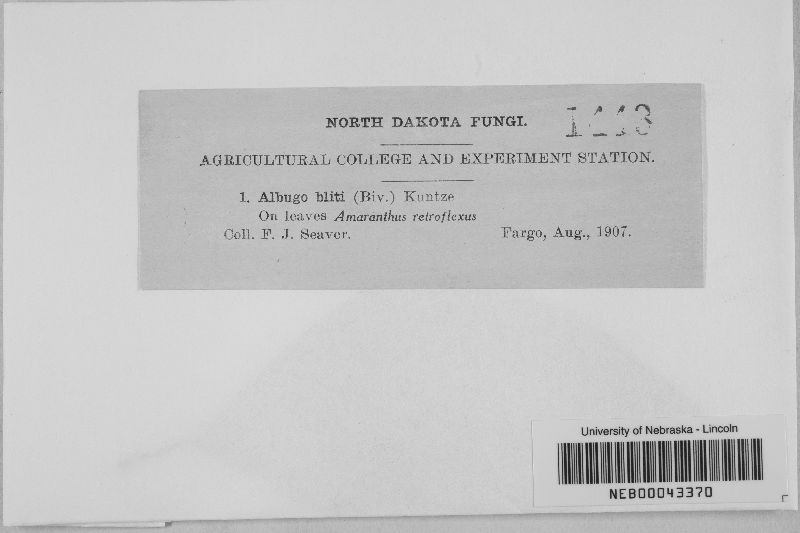 NORTH DAKOTA FUNGI.
1443
AGRICULTURAL COLLEGE AND EXPERIMENT STATION.
1. Albugo bliti (Biv.) Kuntze
On leaves Amaranthus retroflexus
Coll. F. J. Seaver. Fargo, Aug., 1907.
University of Nebraska - Lincoln
NEB00043370